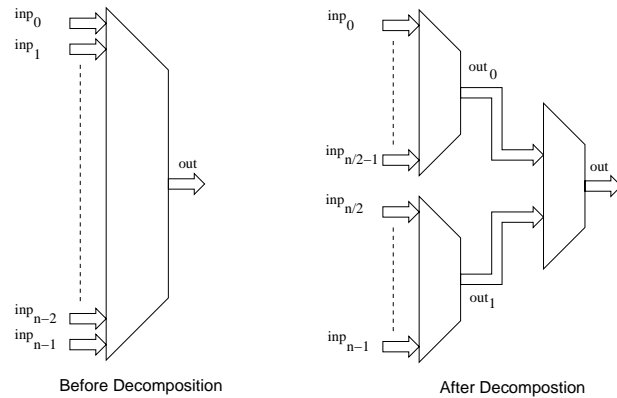 inp0
inp1
out
inpn−2
inpn−1
Before Decomposition
inp0
out0
inpn/2−1
out
inpn/2
out1
inpn−1
After Decompostion